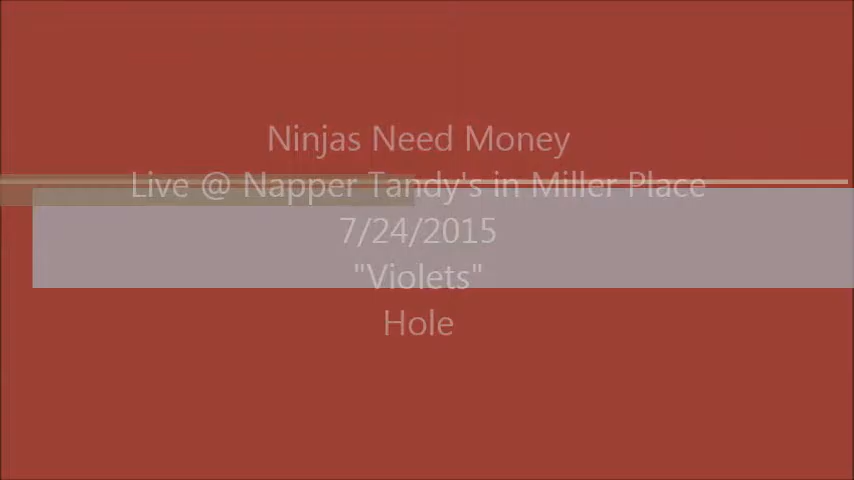 Ninjas Need Money
Live @ Napper Tandy's in Miller Place
7/24/2015
"Violets"
Hole